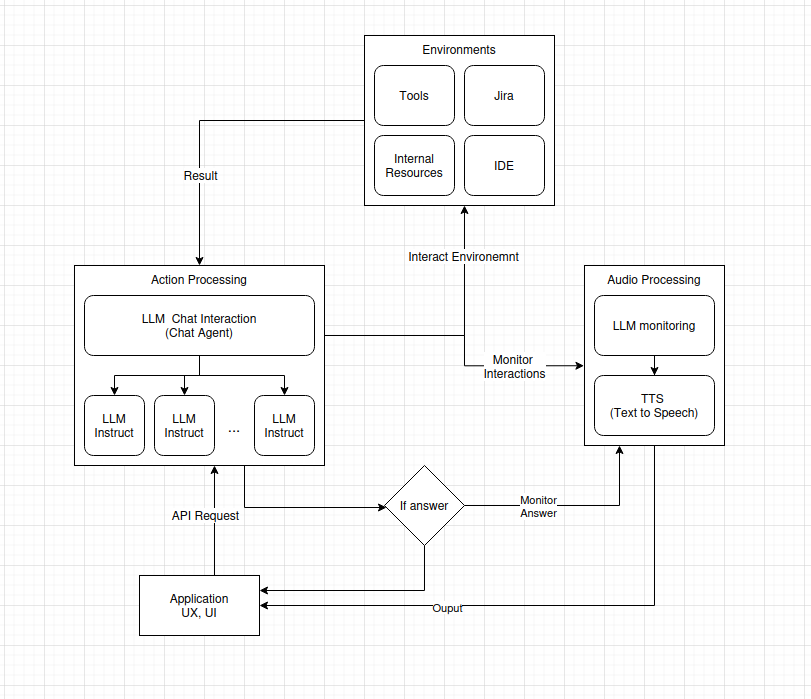 Environments
Tools
Jira
Internal
Resources
IDE
Result
Interact Environemnt
Action Processing
LLM  Chat Interaction
(Chat Agent)
LLM
Instruct
LLM
Instruct
...
LLM
Instruct
Audio Processing
LLM monitoring
TTS
(Text to Speech)
Monitor
Interactions
API Request
If answer
Monitor
Answer
Application
UX, UI
Ouput